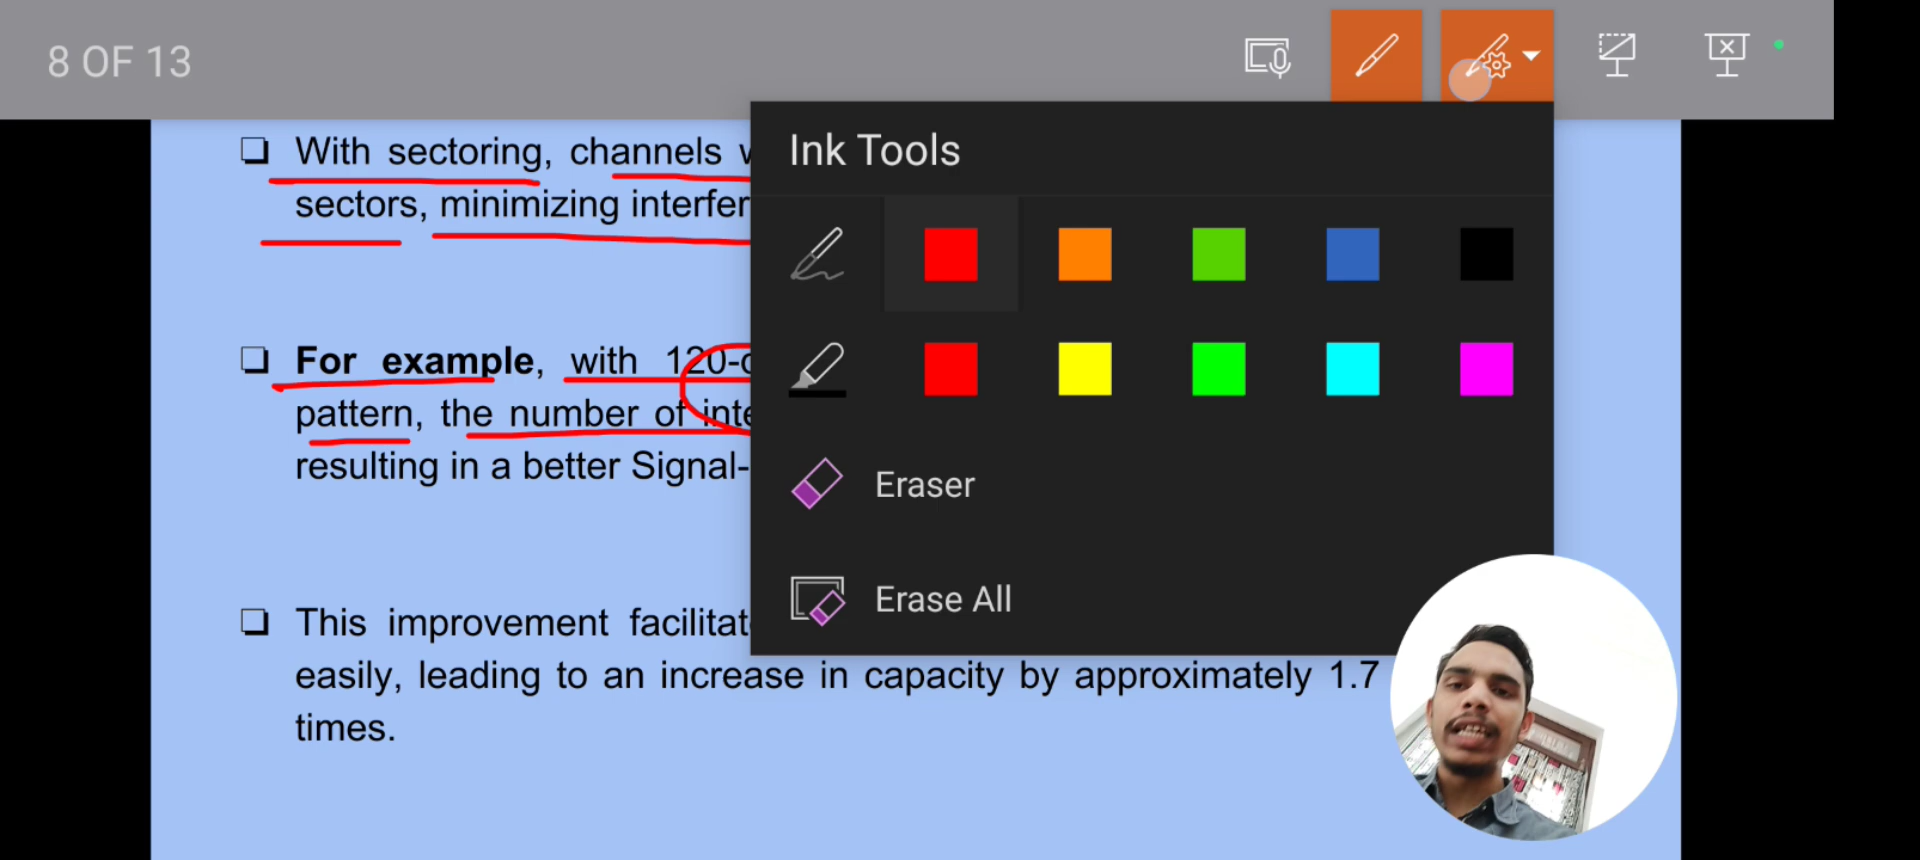 8 OF 13
With sectoring, channels
sectors, minimizing interfer
For example, with 120-
pattern, the number of inte
resulting in a better Signal-
This improvement facilitat
easily, leading to an increase in capacity by approximately 1.7
times.
Ink Tools
Eraser
Erase All